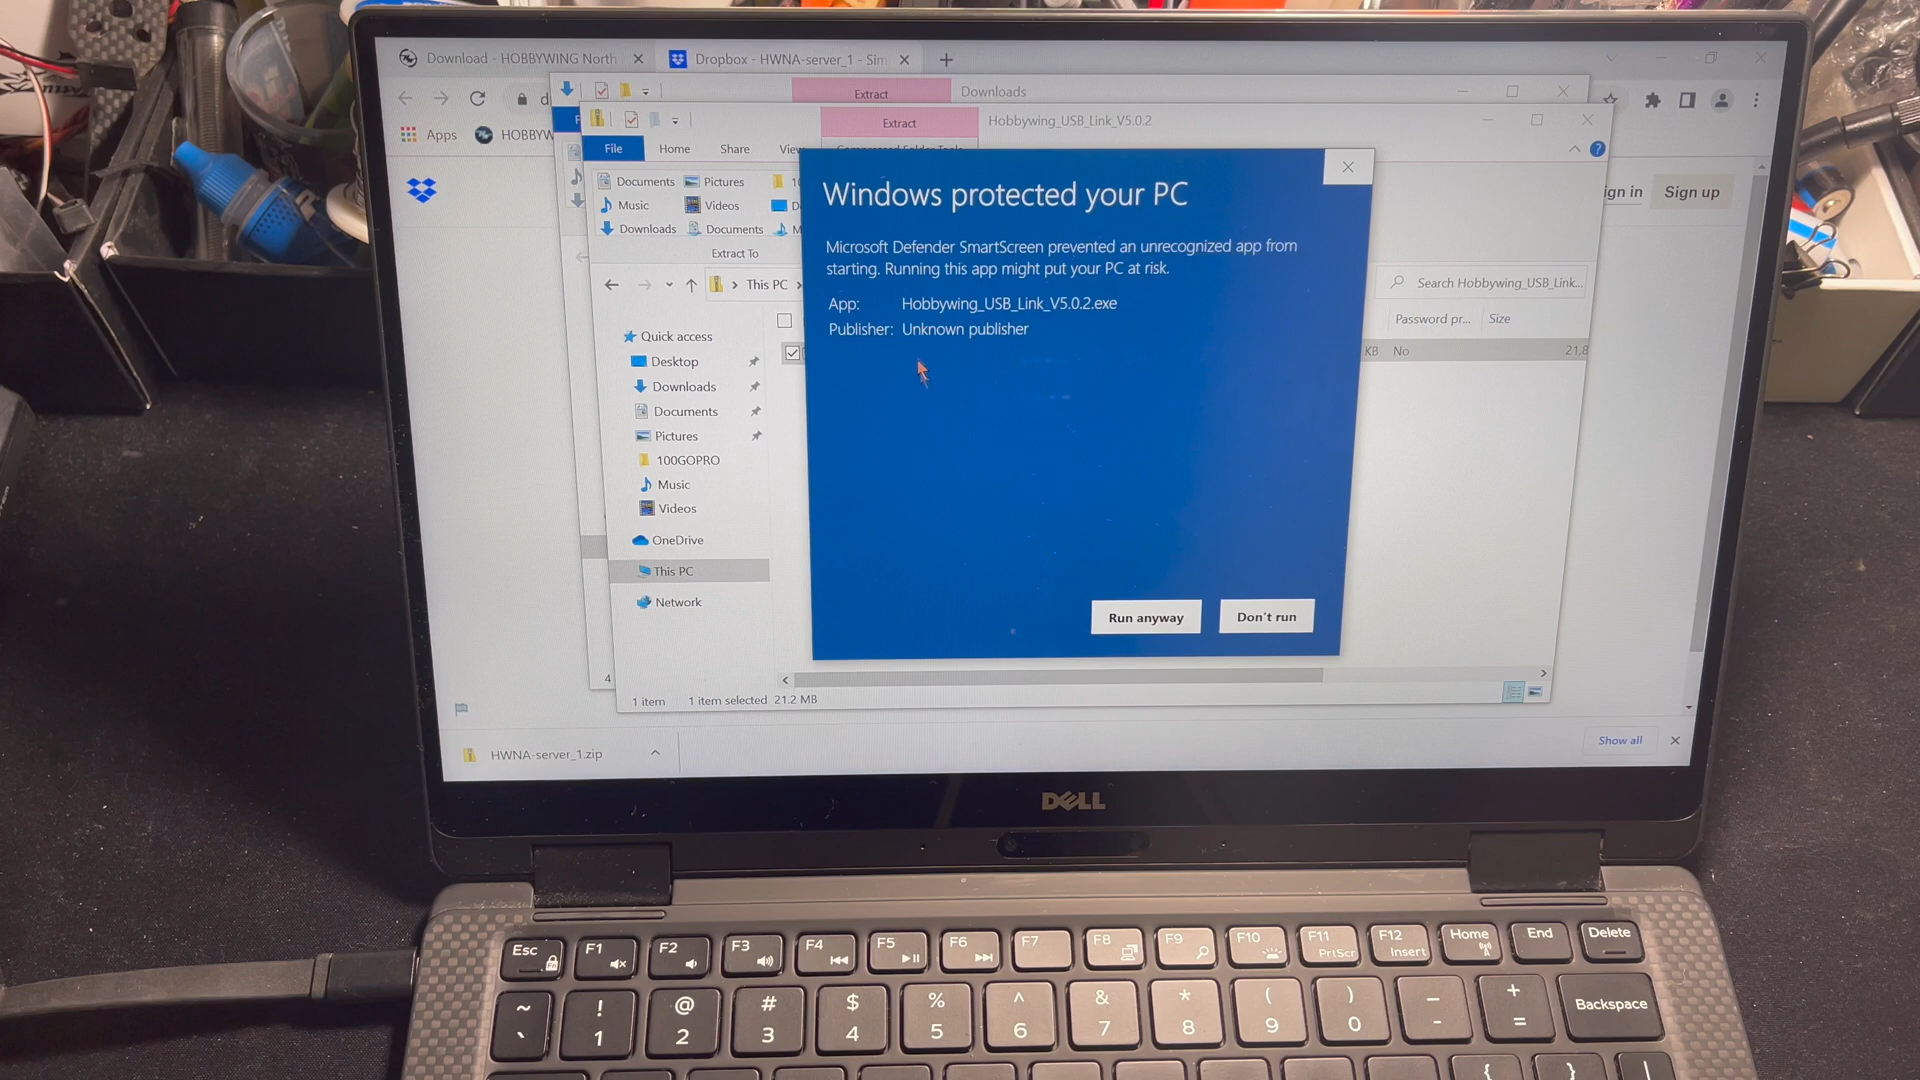 Download - HOBBYWING North
Dropbox - HWNA-server_1 - Sim
Extract
Downloads
Apps
HOBBYW
Extract
Hobbywing_USB_Link_V5.0.2
File
Home
Share
View
Sign up
Documents
Pictures
Music
Videos
Downloads
Documents
Extract To
This PC
Search Hobbywing_USB_Link...
Password pr...
Size
KB
No
21,8
Quick access
Desktop
Downloads
Documents
Pictures
100GOPRO
Music
Videos
OneDrive
This PC
Network
1 item
1 item selected 21.2 MB
Windows protected your PC
Microsoft Defender SmartScreen prevented an unrecognized app from
starting. Running this app might put your PC at risk.
App: Hobbywing_USB_Link_V5.0.2.exe
Publisher: Unknown publisher
Run anyway
Don't run
HWNA-server_1.zip
Show all
DELL
Esc
F1
F2
F3
F4
F5
F6
F7
F8
F9
F10
F11
PrtScr
F12
Insert
Home
End
Delete
~ `
! 1
@ 2
# 3
$ 4
% 5
^ 6
& 7
* 8
( 9
) 0
_ -
+ =
Backspace